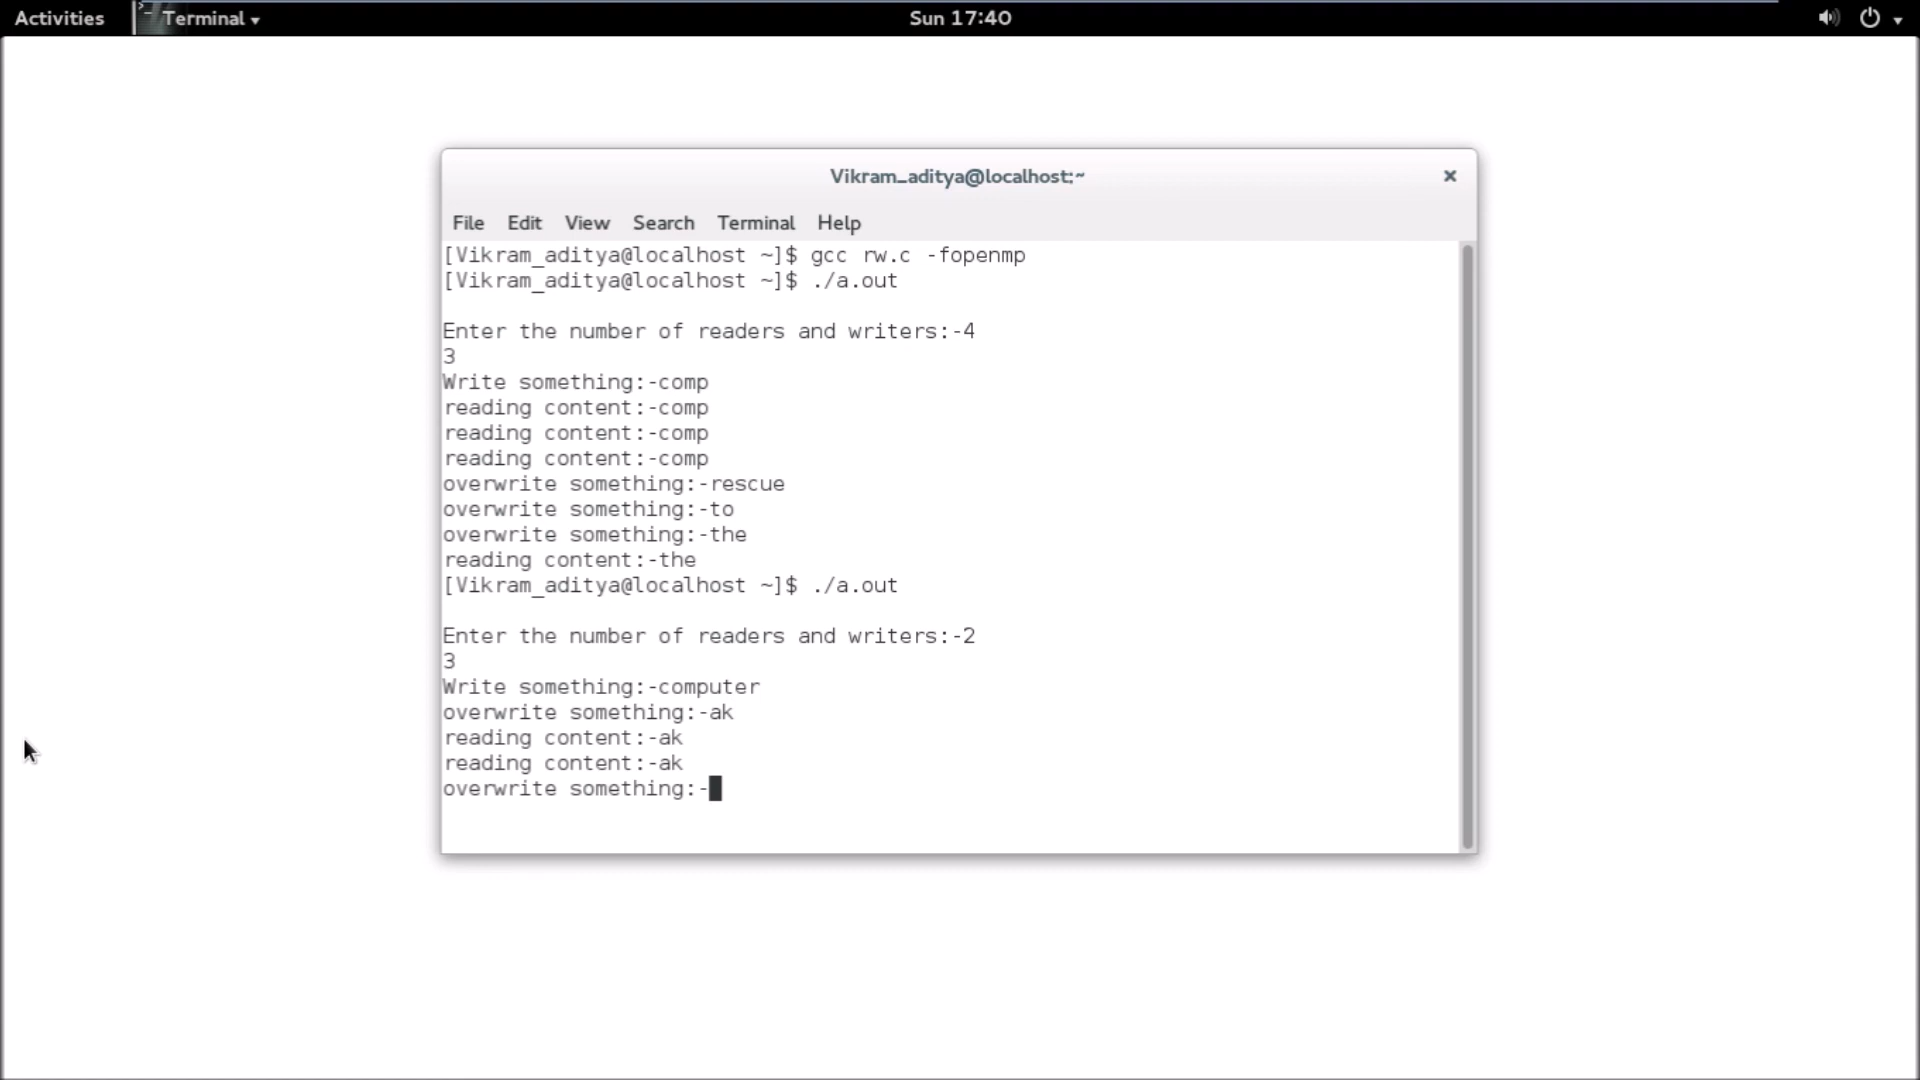 Activities Terminal Sun 17:40
Vikram_aditya@localhost:~
File Edit View Search Terminal Help
[Vikram_aditya@localhost ~]$ gcc rw.c -fopenmp
[Vikram_aditya@localhost ~]$ ./a.out
Enter the number of readers and writers:-4
3
Write something:-comp
reading content:-comp
reading content:-comp
reading content:-comp
overwrite something:-rescue
overwrite something:-to
overwrite something:-the
reading content:-the
[Vikram_aditya@localhost ~]$ ./a.out
Enter the number of readers and writers:-2
3
Write something:-computer
overwrite something:-ak
reading content:-ak
reading content:-ak
overwrite something:-